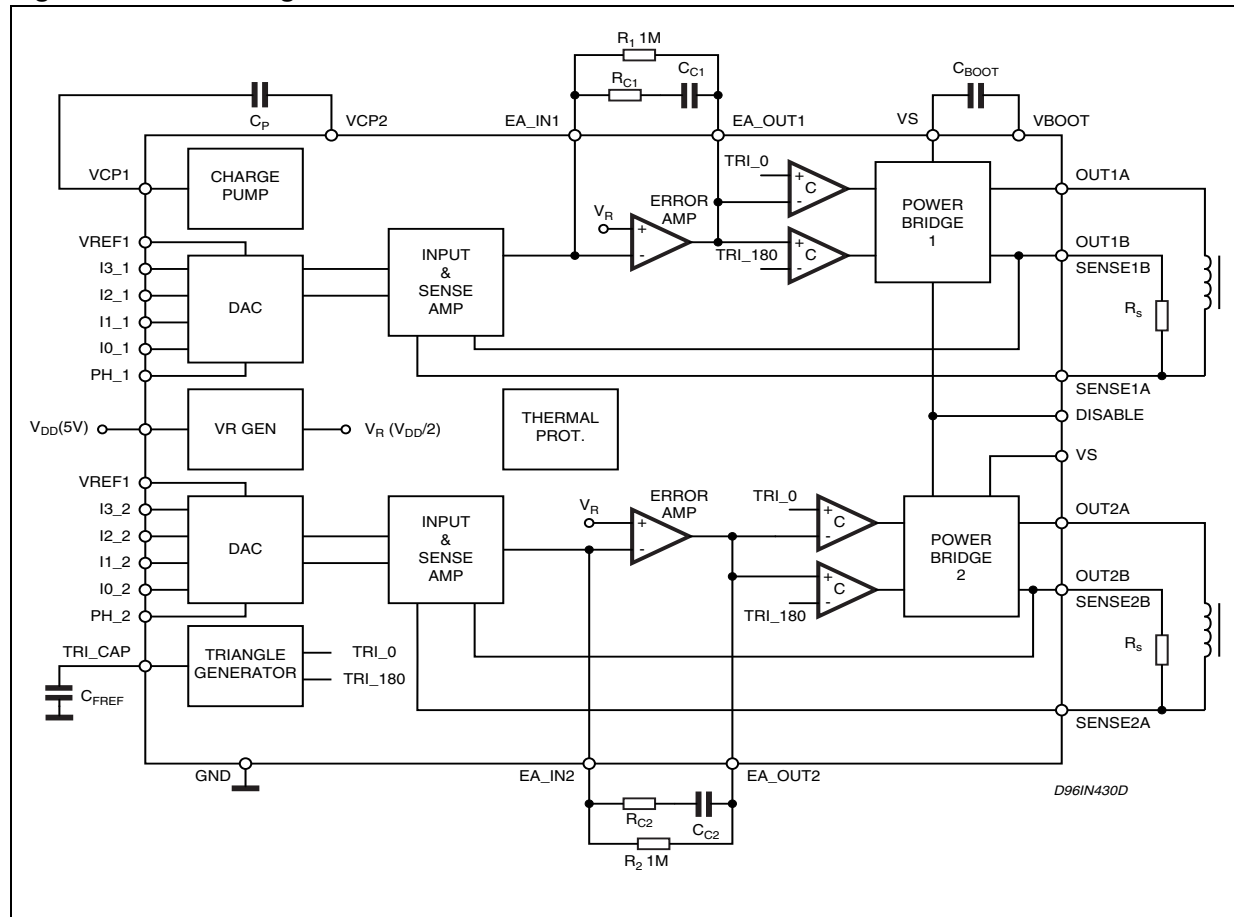 R1 1M
RC1
CC1
CBOOT
CP
VCP2
EA_IN1
EA_OUT1
VS
VBOOT
VCP1
CHARGE
PUMP
TRI_0
+
C
-
POWER
BRIDGE
1
OUT1A
VREF1
I3_1
I2_1
I1_1
I0_1
PH_1
DAC
INPUT
&
SENSE
AMP
VR
ERROR
AMP
+
-
TRI_180
+
C
-
OUT1B
SENSE1B
Rs
SENSE1A
DISABLE
VDD(5V)
VR GEN
VR (VDD/2)
THERMAL
PROT.
VS
VREF1
I3_2
I2_2
I1_2
I0_2
PH_2
DAC
INPUT
&
SENSE
AMP
VR
ERROR
AMP
+
-
TRI_0
+
C
-
TRI_180
+
C
-
POWER
BRIDGE
2
OUT2A
OUT2B
SENSE2B
Rs
SENSE2A
TRI_CAP
TRIANGLE
GENERATOR
TRI_0
TRI_180
CFREF
GND
EA_IN2
EA_OUT2
RC2
CC2
R2 1M
D96IN430D